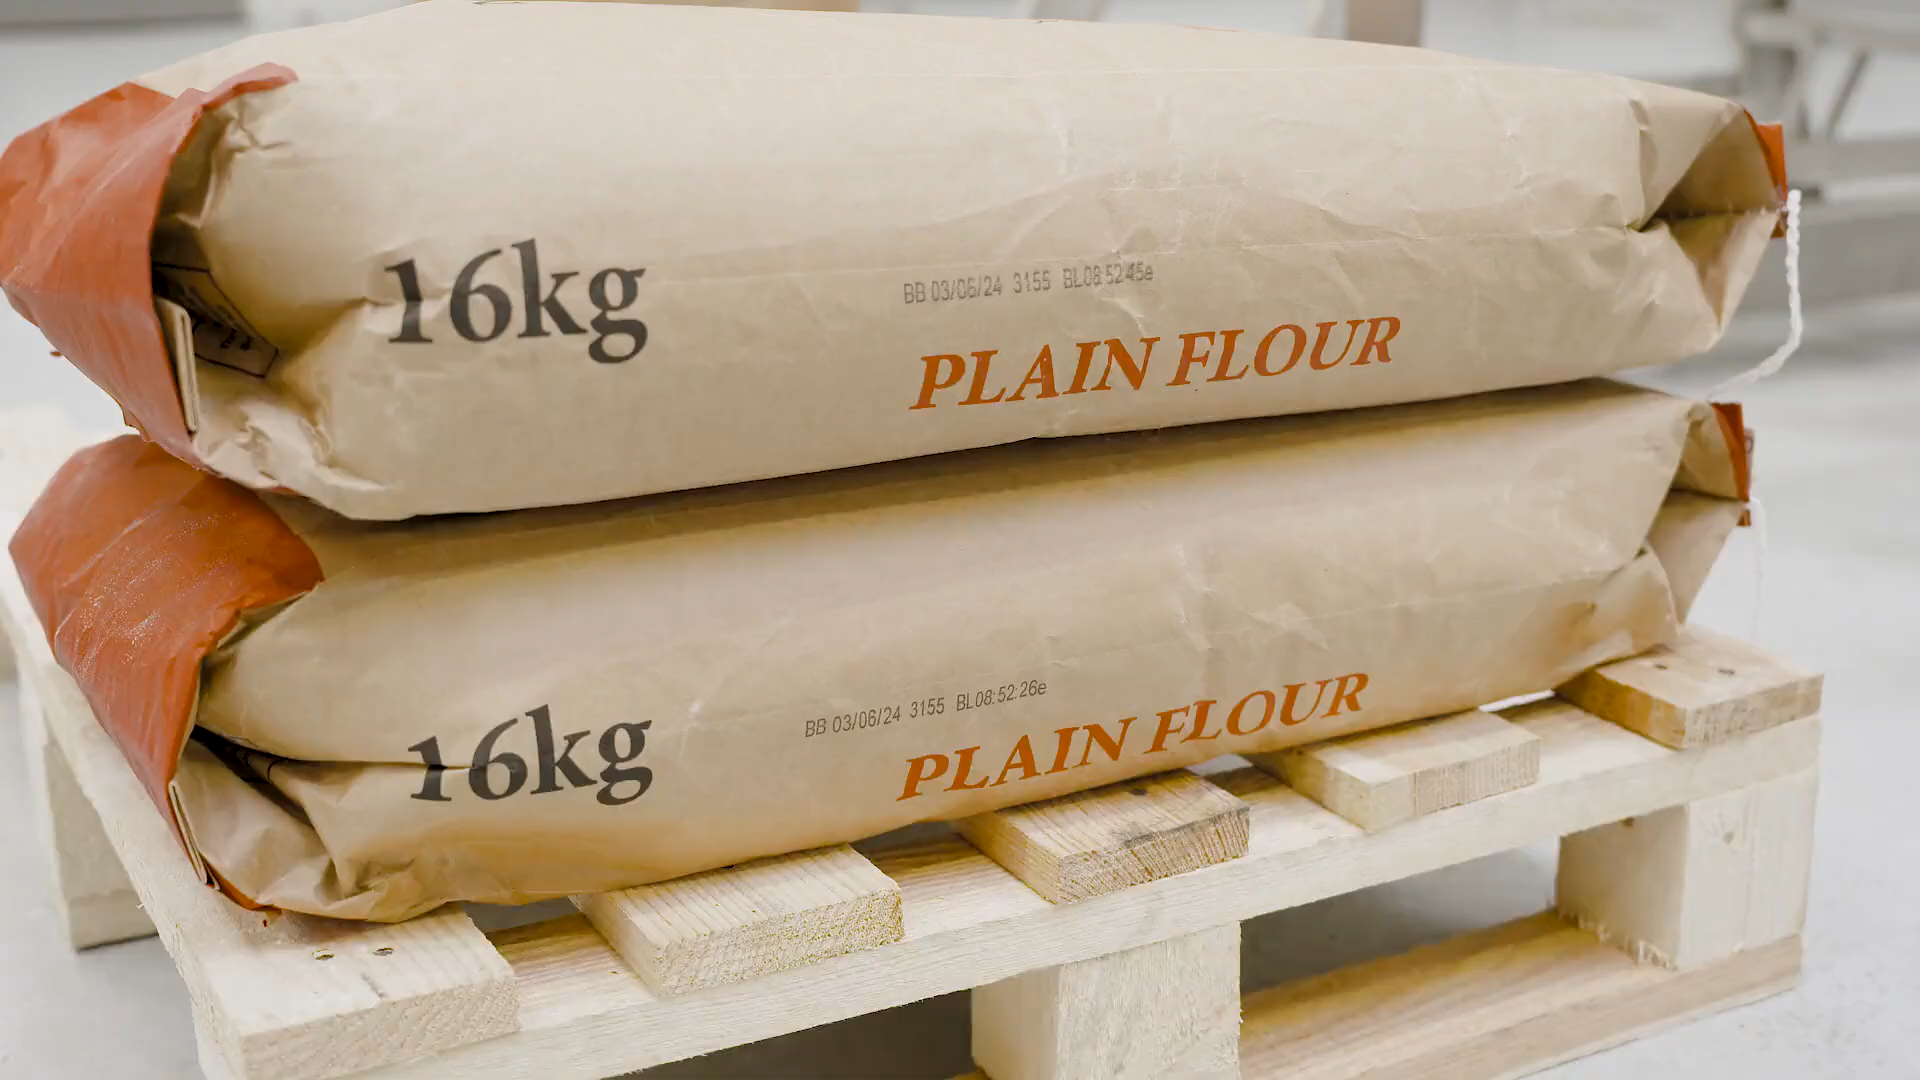 16kg
BB 03/06/24 3155 BL08:52:45e
PLAIN FLOUR
16kg
BB 03/06/24 3155 BL08:52:26e
PLAIN FLOUR